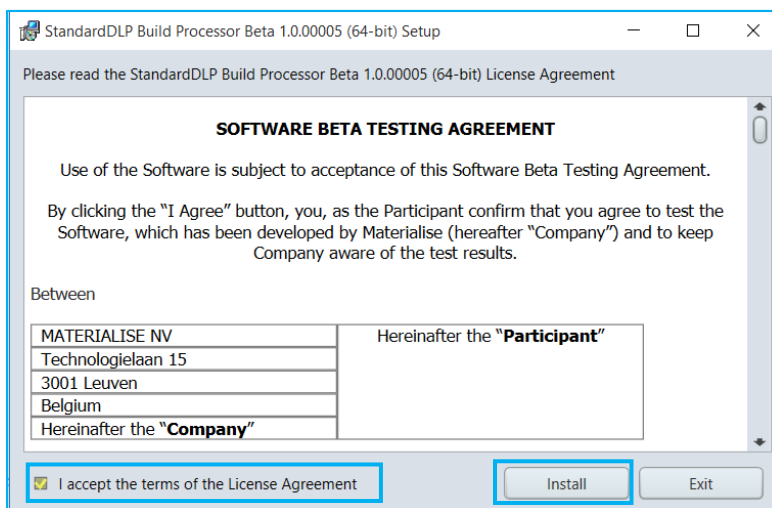 StandardDLP Build Processor Beta 1.0.00005 (64-bit) Setup
Please read the StandardDLP Build Processor Beta 1.0.00005 (64-bit) License Agreement
SOFTWARE BETA TESTING AGREEMENT
Use of the Software is subject to acceptance of this Software Beta Testing Agreement.
By clicking the “I Agree” button, you, as the Participant confirm that you agree to test the
Software, which has been developed by Materialise (hereafter “Company”) and to keep
Company aware of the test results.
Between
MATERIALISE NV
Technologielaan 15
3001 Leuven
Belgium
Hereinafter the “Company”
Hereinafter the “Participant”
I accept the terms of the License Agreement
Install
Exit